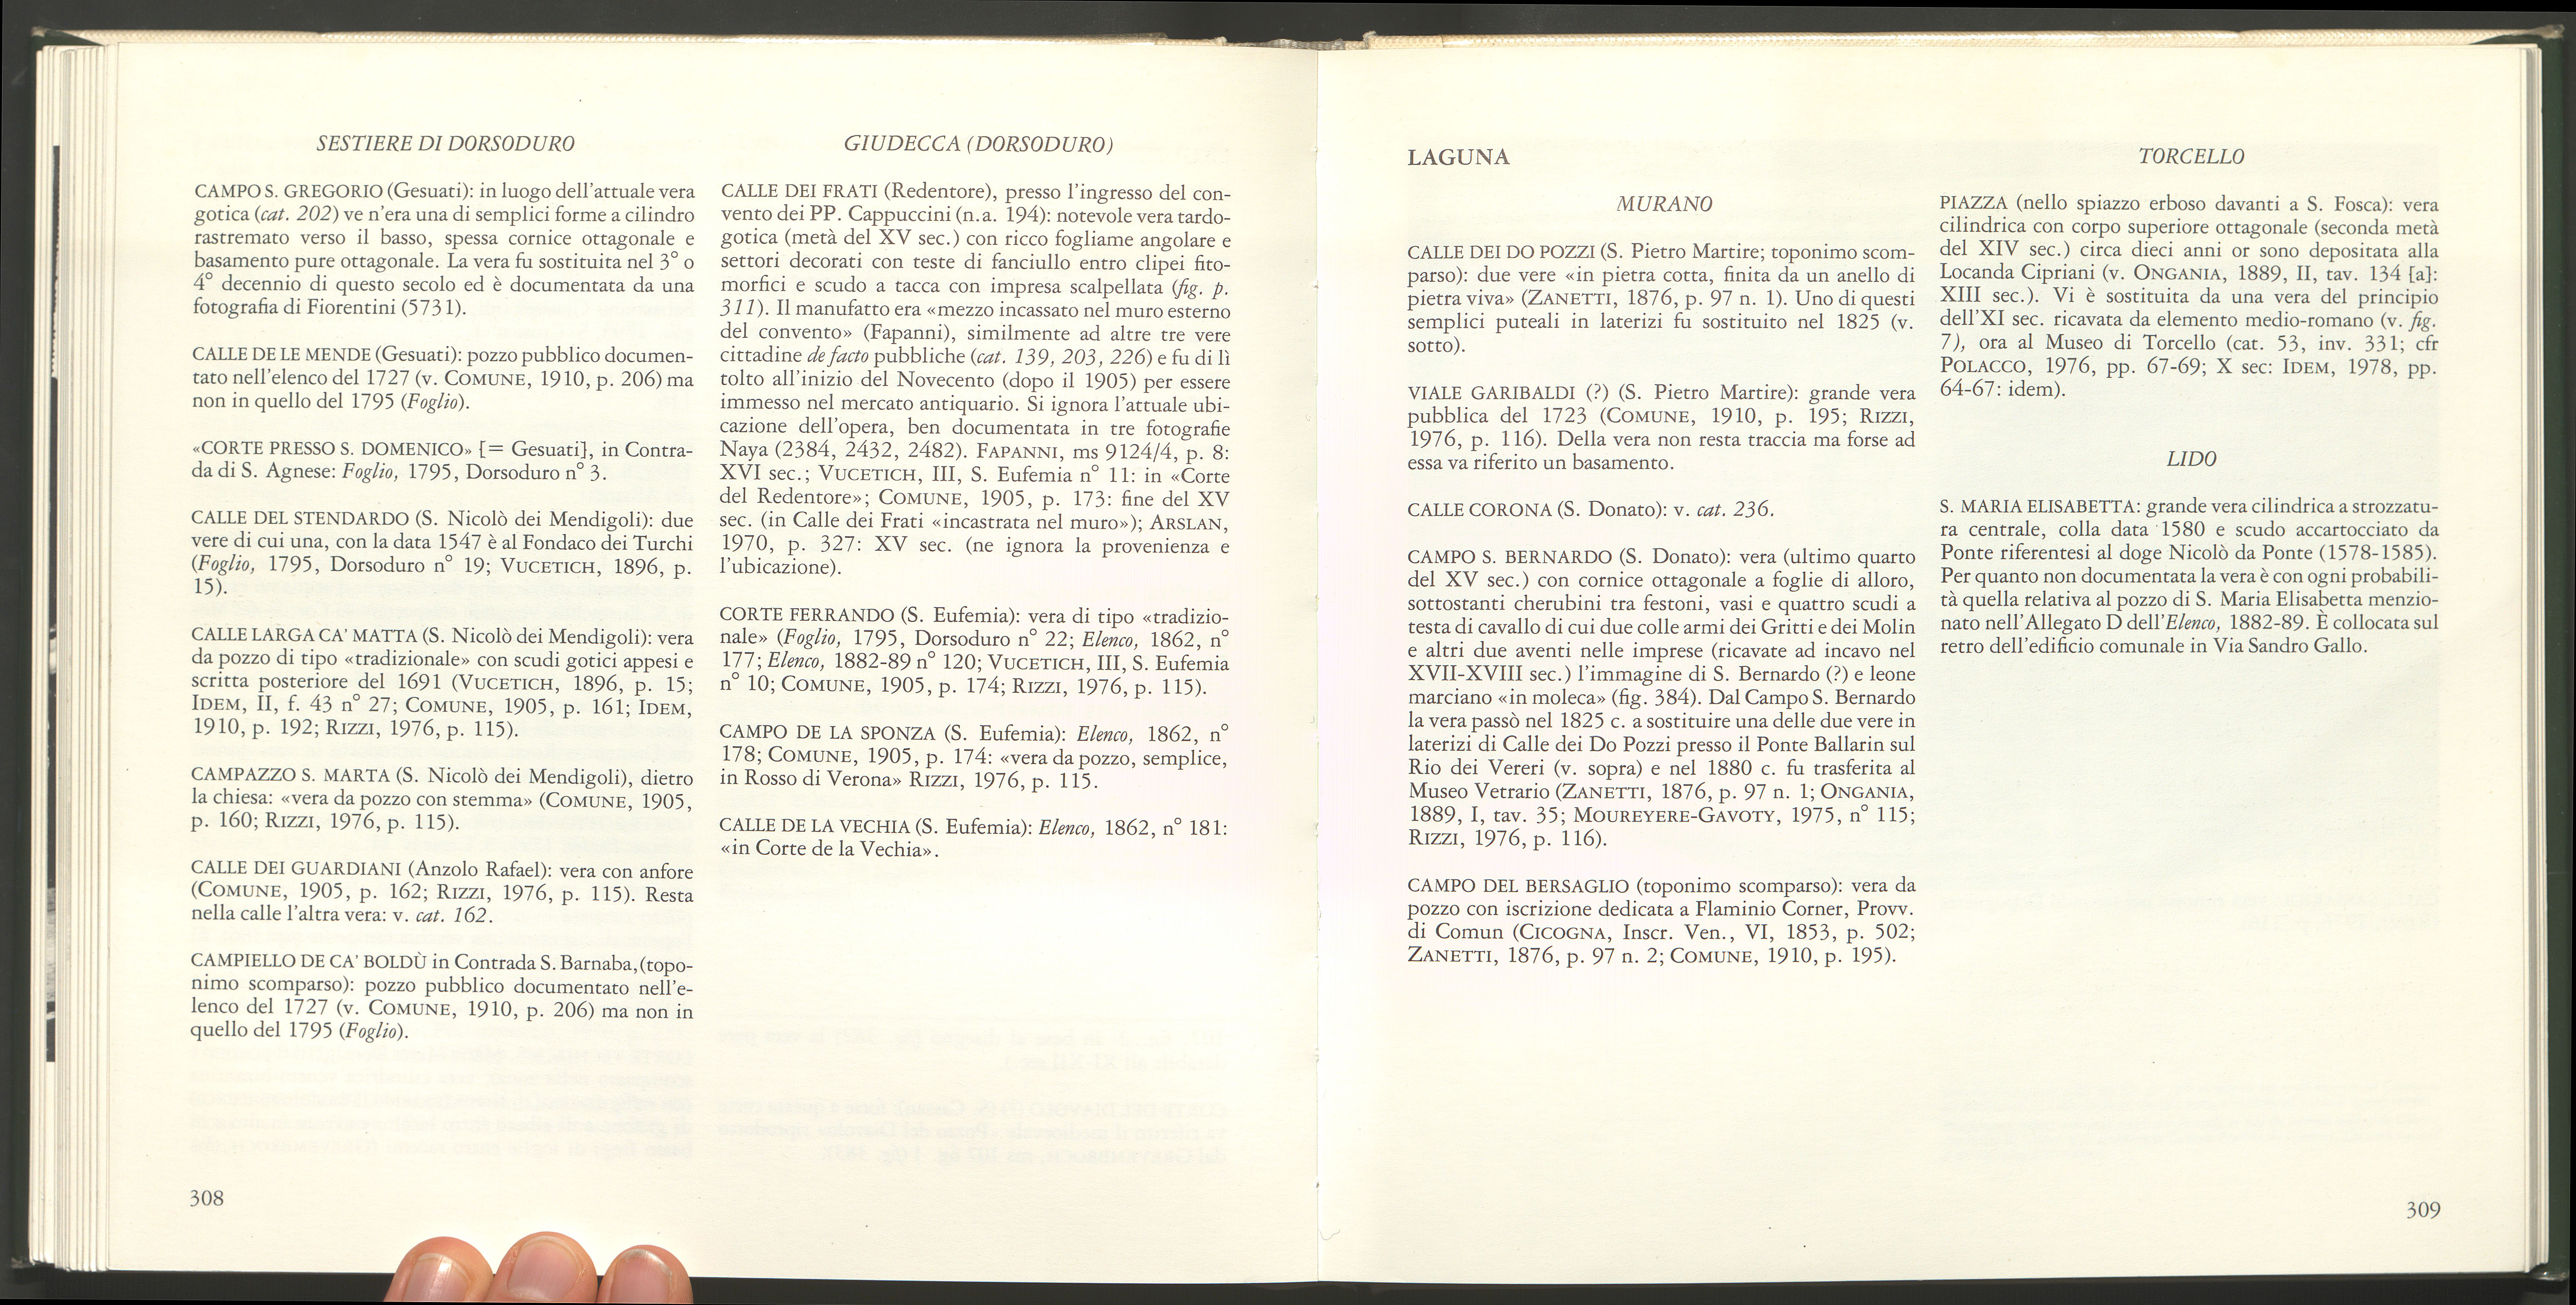 SESTIERE DI DORSODURO
CAMPO S. GREGORIO (Gesuati): in luogo dell'attuale vera
gotica (cat. 202) ve n'era una di semplici forme a cilindro
rastremato verso il basso, spessa cornice ottagonale e
basamento pure ottagonale. La vera fu sostituita nel 3° o
4° decennio di questo secolo ed è documentata da una
fotografia di Fiorentini (5731).
CALLE DE LE MENDE (Gesuati): pozzo pubblico documen-
tato nell'elenco del 1727 (v. COMUNE, 1910, p. 206) ma
non in quello del 1795 (Foglio).
«CORTE PRESSO S. DOMENICO» [= Gesuati], in Contra-
da di S. Agnese: Foglio, 1795, Dorsoduro n° 3.
CALLE DEL STENDARDO (S. Nicolò dei Mendigoli): due
vere di cui una, con la data 1547 è al Fondaco dei Turchi
(Foglio, 1795, Dorsoduro n° 19; VUCETICH, 1896, p.
15).
CALLE LARGA CA' MATTA (S. Nicolò dei Mendigoli): vera
da pozzo di tipo «tradizionale» con scudi gotici appesi e
scritta posteriore del 1691 (VUCETICH, 1896, p. 15;
IDEM, II, f. 43 n° 27; COMUNE, 1905, p. 161; IDEM,
1910, p. 192; RIZZI, 1976, p. 115).
CAMPAZZO S. MARTA (S. Nicolò dei Mendigoli), dietro
la chiesa: «vera da pozzo con stemma» (COMUNE, 1905,
p. 160; RIZZI, 1976, p. 115).
CALLE DEI GUARDIANI (Anzolo Rafael): vera con anfore
(COMUNE, 1905, p. 162; RIZZI, 1976, p. 115). Resta
nella calle l'altra vera: v. cat. 162.
CAMPIELLO DE CA' BOLDÙ in Contrada S. Barnaba, (topo-
nimo scomparso): pozzo pubblico documentato nell'e-
lenco del 1727 (v. COMUNE, 1910, p. 206) ma non in
quello del 1795 (Foglio).
308
GIUDECCA (DORSODURO)
CALLE DEI FRATI (Redentore), presso l'ingresso del con-
vento dei PP. Cappuccini (n.a. 194): notevole vera tardo-
gotica (metà del XV sec.) con ricco fogliame angolare e
settori decorati con teste di fanciullo entro clipei fito-
morfici e scudo a tacca con impresa scalpellata (fig. p.
311). Il manufatto era «mezzo incassato nel muro esterno
del convento» (Fapanni), similmente ad altre tre vere
cittadine de facto pubbliche (cat. 139, 203, 226) e fu di lì
tolto all'inizio del Novecento (dopo il 1905) per essere
immesso nel mercato antiquario. Si ignora l'attuale ubi-
cazione dell'opera, ben documentata in tre fotografie
Naya (2384, 2432, 2482). FAPANNI, ms 9124/4, p. 8:
XVI sec.; VUCETICH, III, S. Eufemia n° 11: in «Corte
del Redentore»; COMUNE, 1905, p. 173: fine del XV
sec. (in Calle dei Frati «incastrata nel muro»); ARSLAN,
1970, p. 327: XV sec. (ne ignora la provenienza e
l'ubicazione).
CORTE FERRANDO (S. Eufemia): vera di tipo «tradizio-
nale» (Foglio, 1795, Dorsoduro n° 22; Elenco, 1862, n°
177; Elenco, 1882-89 n° 120; VUCETICH, III, S. Eufemia
n° 10; COMUNE, 1905, p. 174; RIZZI, 1976, p. 115).
CAMPO DE LA SPONZA (S. Eufemia): Elenco, 1862, n°
178; COMUNE, 1905, p. 174: «vera da pozzo, semplice,
in Rosso di Verona» RIZZI, 1976, p. 115.
CALLE DE LA VECHIA (S. Eufemia): Elenco, 1862, n° 181:
«in Corte de la Vechia».
LAGUNA
MURANO
CALLE DEI DO POZZI (S. Pietro Martire; toponimo scom-
parso): due vere «in pietra cotta, finita da un anello di
pietra viva» (ZANETTI, 1876, p. 97 n. 1). Uno di questi
semplici puteali in laterizi fu sostituito nel 1825 (v.
sotto).
VIALE GARIBALDI (?) (S. Pietro Martire): grande vera
pubblica del 1723 (COMUNE, 1910, p. 195; RIZZI,
1976, p. 116). Della vera non resta traccia ma forse ad
essa va riferito un basamento.
CALLE CORONA (S. Donato): v. cat. 236.
CAMPO S. BERNARDO (S. Donato): vera (ultimo quarto
del XV sec.) con cornice ottagonale a foglie di alloro,
sottostanti cherubini tra festoni, vasi e quattro scudi a
testa di cavallo di cui due colle armi dei Gritti e dei Molin
e altri due aventi nelle imprese (ricavate ad incavo nel
XVII-XVIII sec.) l'immagine di S. Bernardo (?) e leone
marciano «in moleca» (fig. 384). Dal Campo S. Bernardo
la vera passò nel 1825 c. a sostituire una delle due vere in
laterizi di Calle dei Do Pozzi presso il Ponte Ballarin sul
Rio dei Vereri (v. sopra) e nel 1880 c. fu trasferita al
Museo Vetrario (ZANETTI, 1876, p. 97 n. 1; ONGANIA,
1889, I, tav. 35; MOUREYERE-GAVOTY, 1975, n° 115;
RIZZI, 1976, p. 116).
CAMPO DEL BERSAGLIO (toponimo scomparso): vera da
pozzo con iscrizione dedicata a Flaminio Corner, Provv.
di Comun (CICOGNA, Inscr. Ven., VI, 1853, p. 502;
ZANETTI, 1876, p. 97 n. 2; COMUNE, 1910, p. 195).
TORCELLO
PIAZZA (nello spiazzo erboso davanti a S. Fosca): vera
cilindrica con corpo superiore ottagonale (seconda metà
del XIV sec.) circa dieci anni or sono depositata alla
Locanda Cipriani (v. ONGANIA, 1889, II, tav. 134 [a]:
XIII sec.). Vi è sostituita da una vera del principio
dell'XI sec. ricavata da elemento medio-romano (v. fig.
7), ora al Museo di Torcello (cat. 53, inv. 331; cfr
POLACCO, 1976, pp. 67-69; X sec: IDEM, 1978, pp.
64-67: idem).
LIDO
S. MARIA ELISABETTA: grande vera cilindrica a strozzatu-
ra centrale, colla data 1580 e scudo accartocciato da
Ponte riferentesi al doge Nicolò da Ponte (1578-1585).
Per quanto non documentata la vera è con ogni probabili-
tà quella relativa al pozzo di S. Maria Elisabetta menzio-
nato nell'Allegato D dell'Elenco, 1882-89. È collocata sul
retro dell'edificio comunale in Via Sandro Gallo.
309